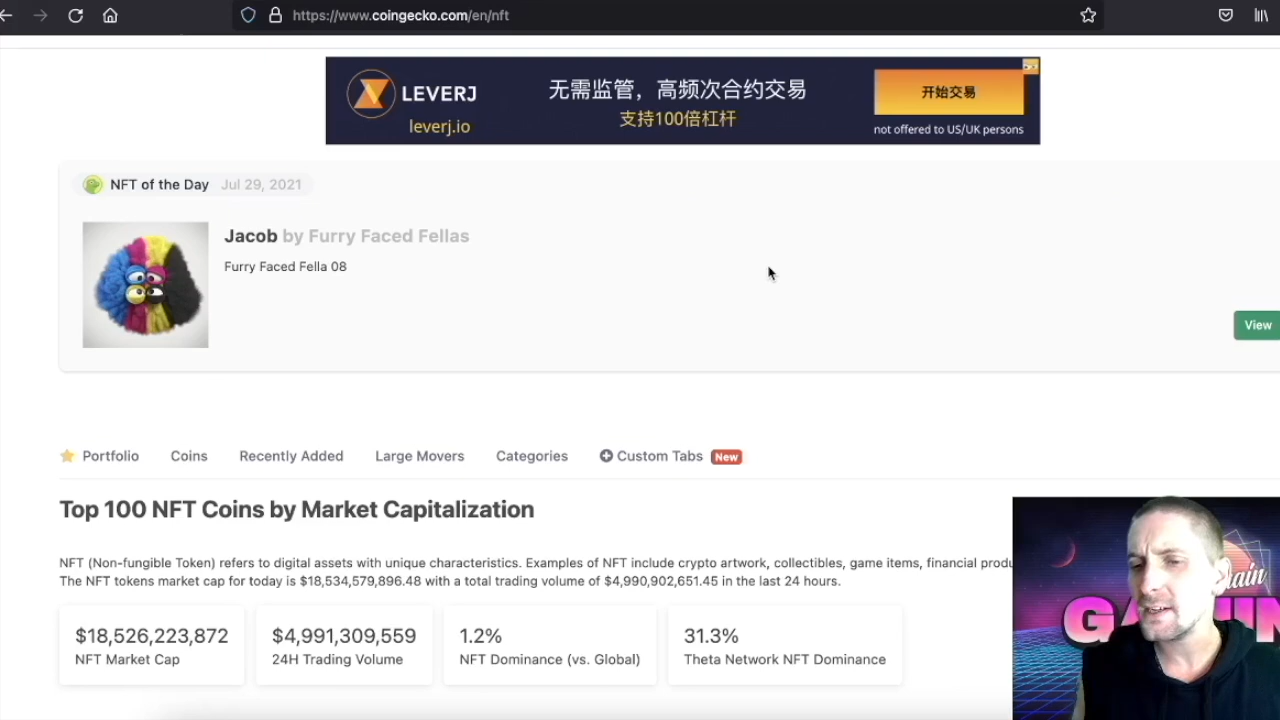 https://www.coingecko.com/en/nft
LEVERJ
leverj.io
无需监管，高频次合约交易
支持100倍杠杆
开始交易
not offered to US/UK persons
NFT of the Day Jul 29, 2021
Jacob by Furry Faced Fellas
Furry Faced Fella 08
View
Portfolio Coins Recently Added Large Movers Categories Custom Tabs New
Top 100 NFT Coins by Market Capitalization
NFT (Non-fungible Token) refers to digital assets with unique characteristics. Examples of NFT include crypto artwork, collectibles, game items, financial
The NFT tokens market cap for today is $18,534,579,896.48 with a total trading volume of $4,990,902,651.45 in the last 24 hours.
$18,526,223,872 $4,991,309,559 1.2% 31.3%
NFT Market Cap 24H Trading Volume NFT Dominance (vs. Global) Theta Network NFT Dominance